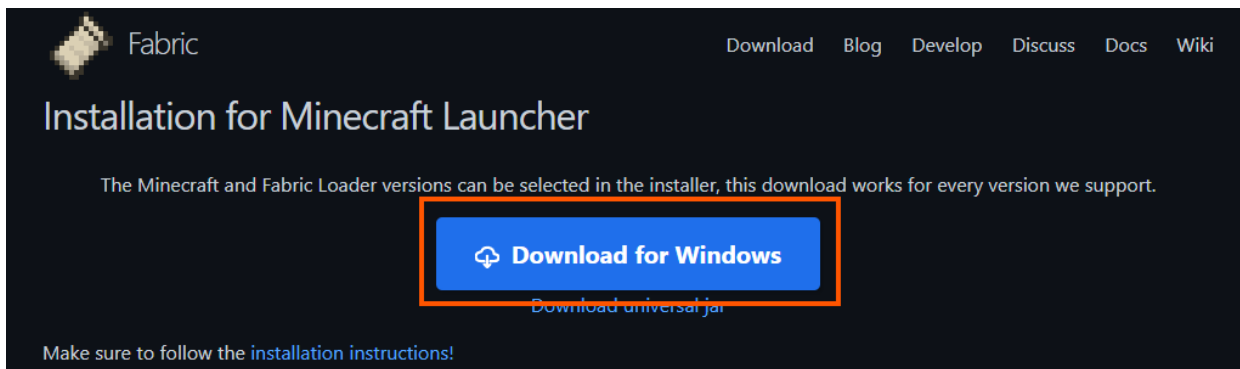 Fabric
Download Blog Develop Discuss Docs Wiki
Installation for Minecraft Launcher
The Minecraft and Fabric Loader versions can be selected in the installer, this download works for every version we support.
Download for Windows
Download universal jar
Make sure to follow the installation instructions!